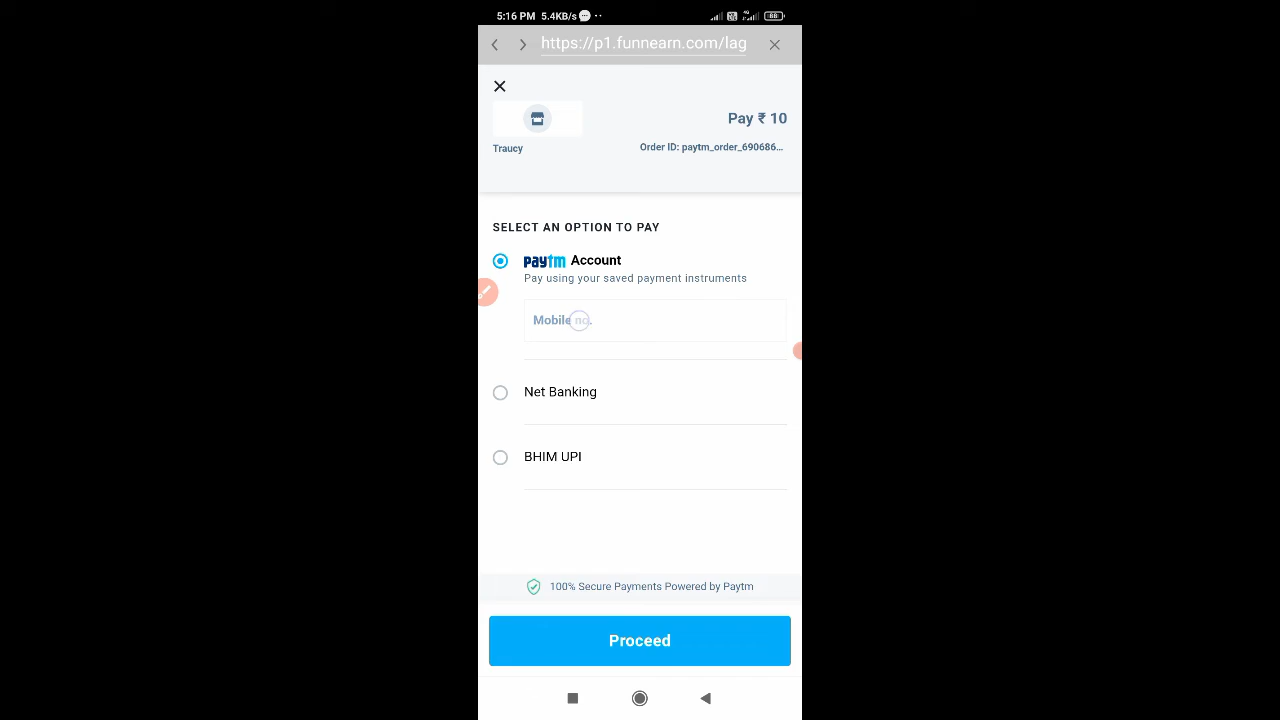 5:16 PM 5.4KB/s
4G 88
https://p1.funnearn.com/lag
Pay ₹ 10
Traucy Order ID: paytm_order_690686...
SELECT AN OPTION TO PAY
paytm Account
Pay using your saved payment instruments
Mobile no.
Net Banking
BHIM UPI
100% Secure Payments Powered by Paytm
Proceed